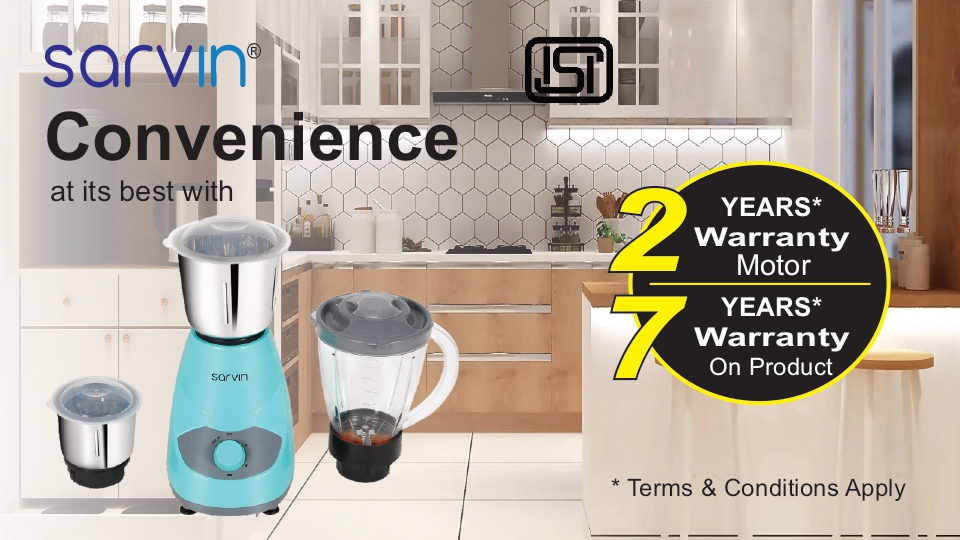 sarvin®
ISI
Convenience
at its best with
2 YEARS*
Warranty
Motor
7 YEARS*
Warranty
On Product
sarvin
* Terms & Conditions Apply